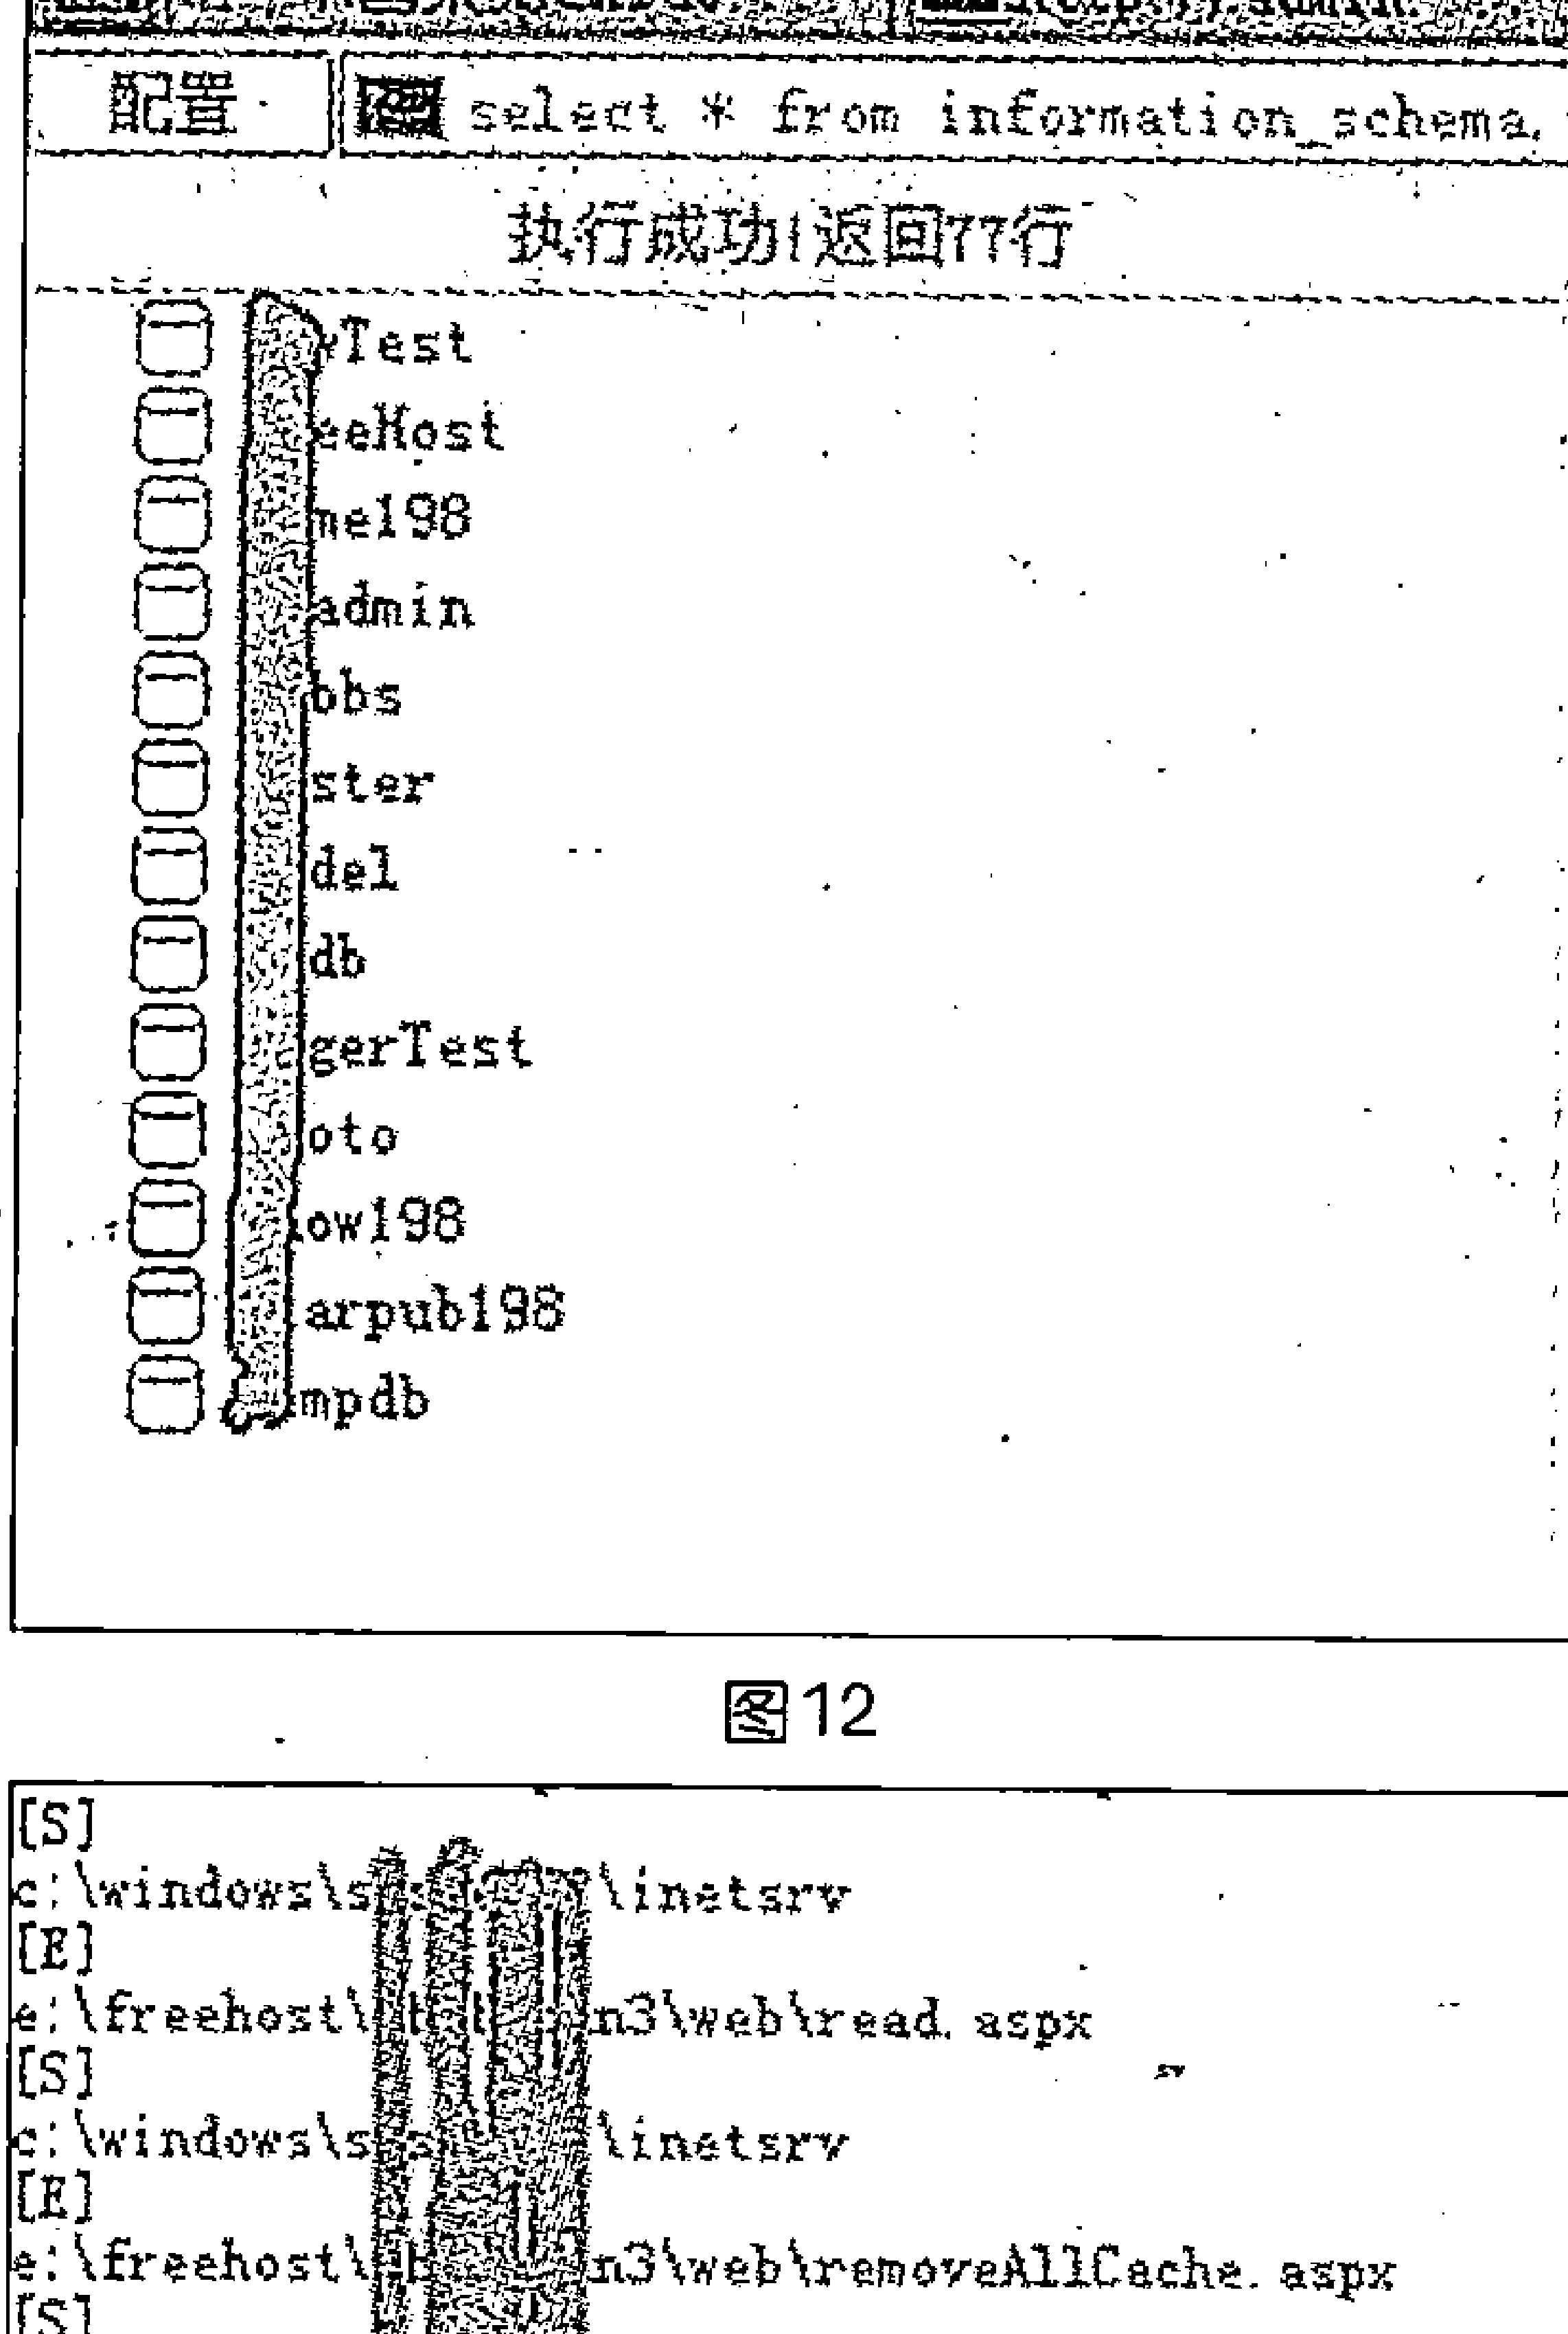 配置 select * from information_schema.
执行成功!返回77行
Test
eeHost
me198
admin
bbs
ster
del
db
gerTest
oto
ow198
arpub198
mpdb
图12
[S]
c:\windows\s \inetsrv
[E]
e:\freehost\ n3\web\read.aspx
[S]
c:\windows\s \inetsrv
[E]
e:\freehost\ n3\web\removeAllCache.aspx
[S]